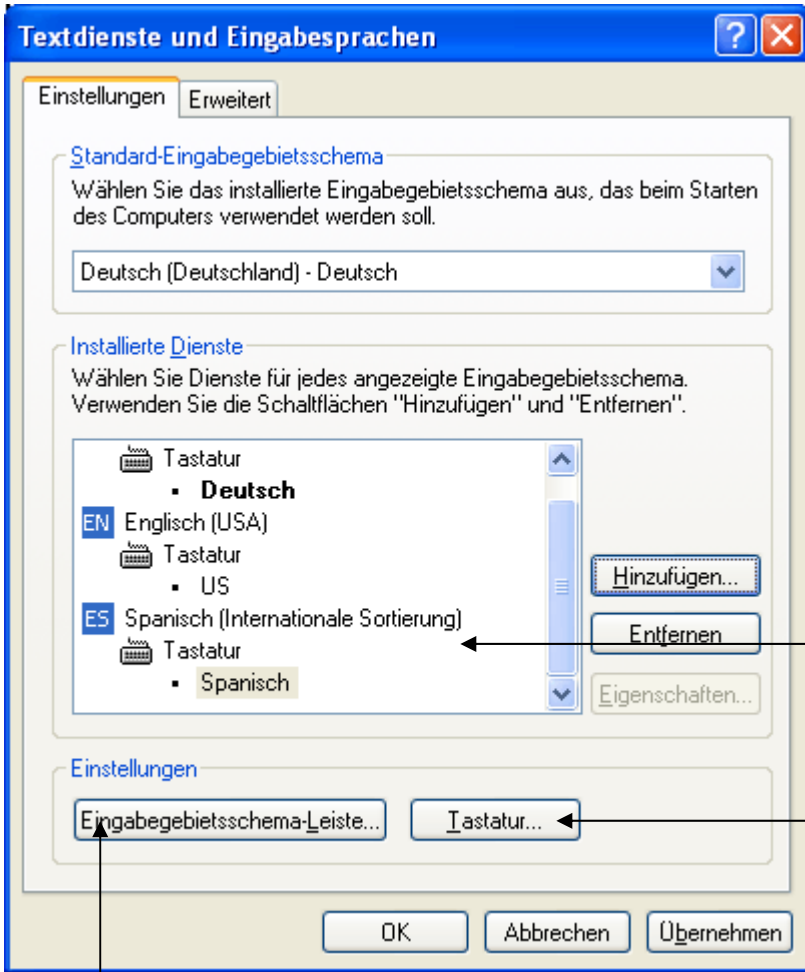 Textdienste und Eingabesprachen
Einstellungen Erweitert
Standard-Eingabegebietsschema
Wählen Sie das installierte Eingabegebietsschema aus, das beim Starten
des Computers verwendet werden soll.
Deutsch (Deutschland) - Deutsch
Installierte Dienste
Wählen Sie Dienste für jedes angezeigte Eingabegebietsschema.
Verwenden Sie die Schaltflächen "Hinzufügen" und "Entfernen".
Tastatur
Deutsch
EN Englisch (USA)
Tastatur
US
ES Spanisch (Internationale Sortierung)
Tastatur
Spanisch
Hinzufügen...
Entfernen
Eigenschaften...
Einstellungen
Eingabegebietsschema-Leiste... Tastatur...
OK Abbrechen Übernehmen